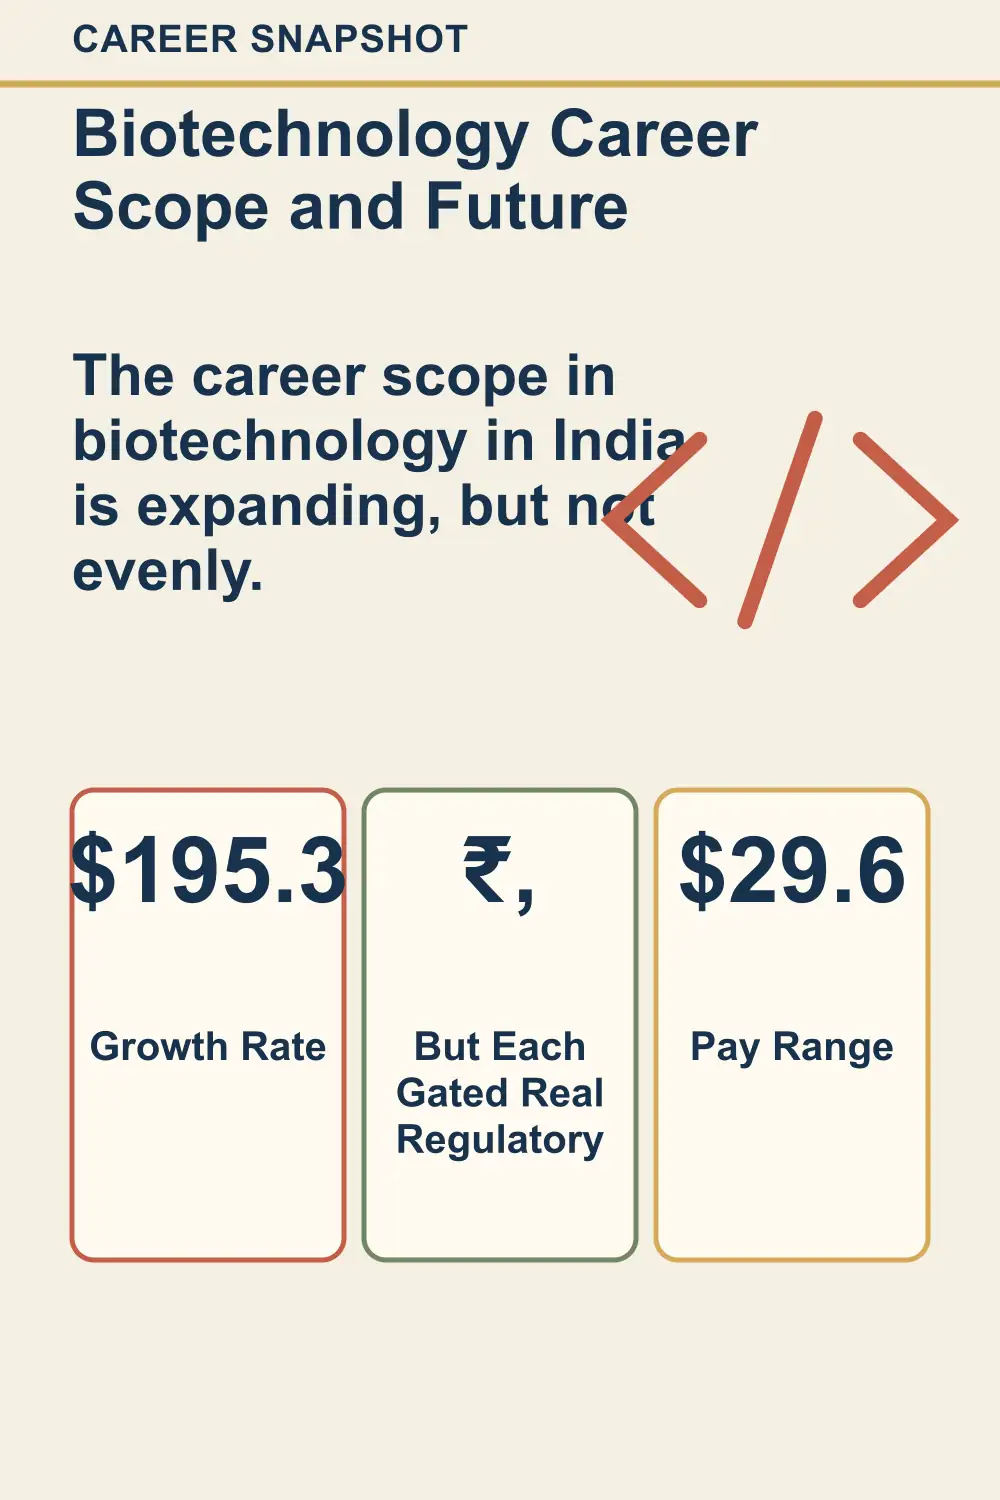 CAREER SNAPSHOT
Biotechnology Career
Scope and Future
The career scope in
biotechnology in India
is expanding, but not
evenly.
$195.3
₹,
$29.6
Growth Rate
But Each
Gated Real
Regulatory
Pay Range